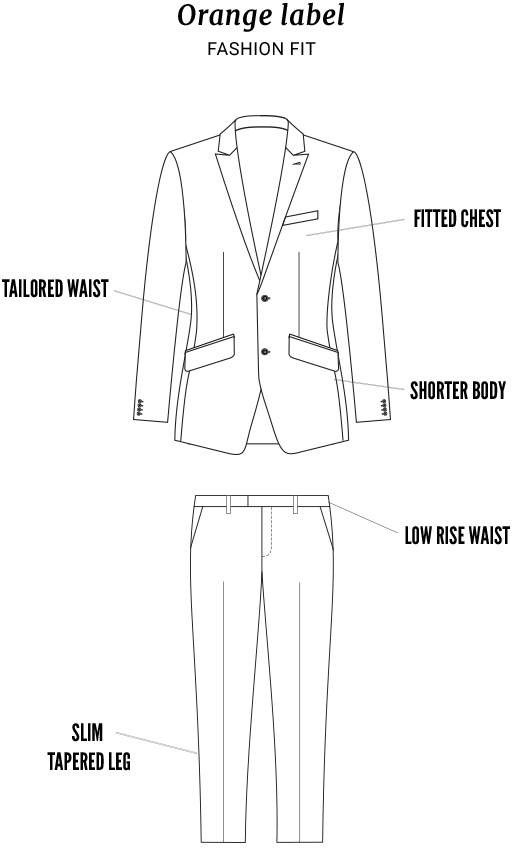 Orange label
FASHION FIT
FITTED CHEST
TAILORED WAIST
SHORTER BODY
LOW RISE WAIST
SLIM
TAPERED LEG